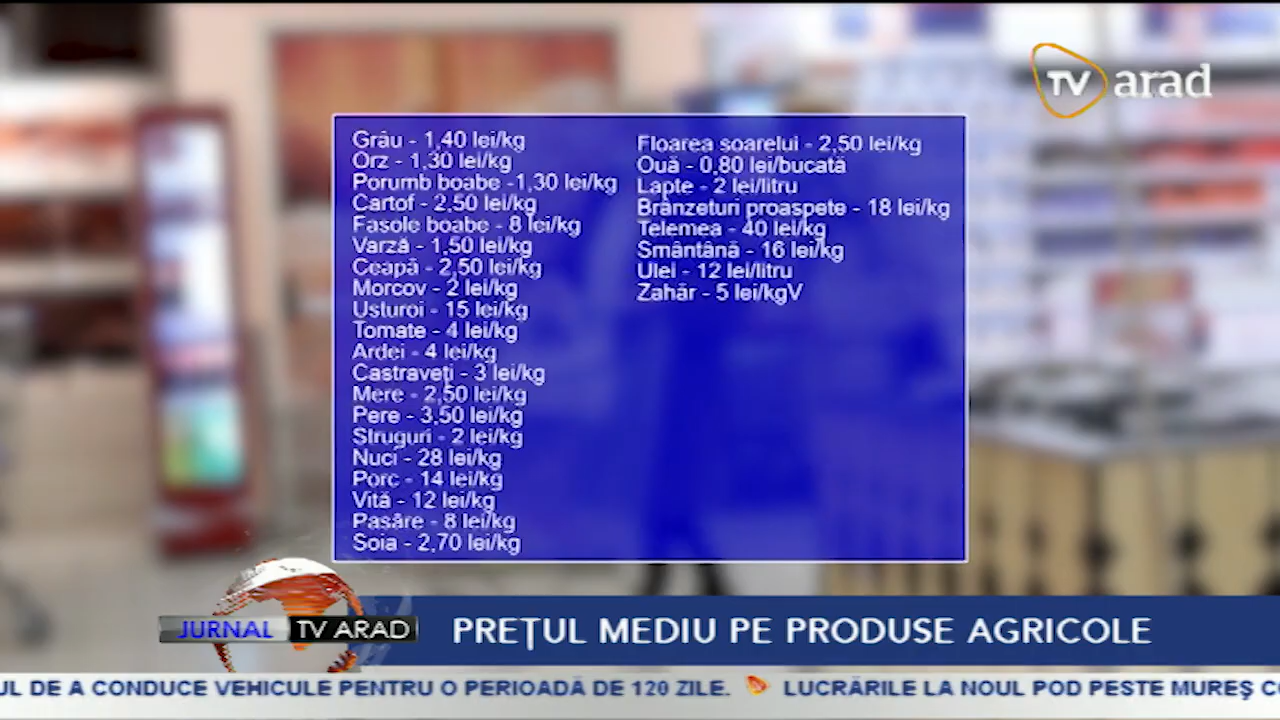 TV arad
Grâu - 1,40 lei/kg
Orz - 1,30 lei/kg
Porumb boabe -1,30 lei/kg
Cartof - 2,50 lei/kg
Fasole boabe - 8 lei/kg
Varză - 1,50 lei/kg
Ceapă - 2,50 lei/kg
Morcov - 2 lei/kg
Usturoi - 15 lei/kg
Tomate - 4 lei/kg
Ardei - 4 lei/kg
Castraveți - 3 lei/kg
Mere - 2,50 lei/kg
Pere - 3,50 lei/kg
Struguri - 2 lei/kg
Nuci - 28 lei/kg
Porc - 14 lei/kg
Vită - 12 lei/kg
Pasăre - 8 lei/kg
Soia - 2,70 lei/kg
Floarea soarelui - 2,50 lei/kg
Ouă - 0,80 lei/bucată
Lapte - 2 lei/litru
Brânzeturi proaspete - 18 lei/kg
Telemea - 40 lei/kg
Smântână - 16 lei/kg
Ulei - 12 lei/litru
Zahăr - 5 lei/kgV
JURNAL TV ARAD
PREȚUL MEDIU PE PRODUSE AGRICOLE
UL DE A CONDUCE VEHICULE PENTRU O PERIOADĂ DE 120 ZILE. LUCRĂRILE LA NOUL POD PESTE MUREŞ C